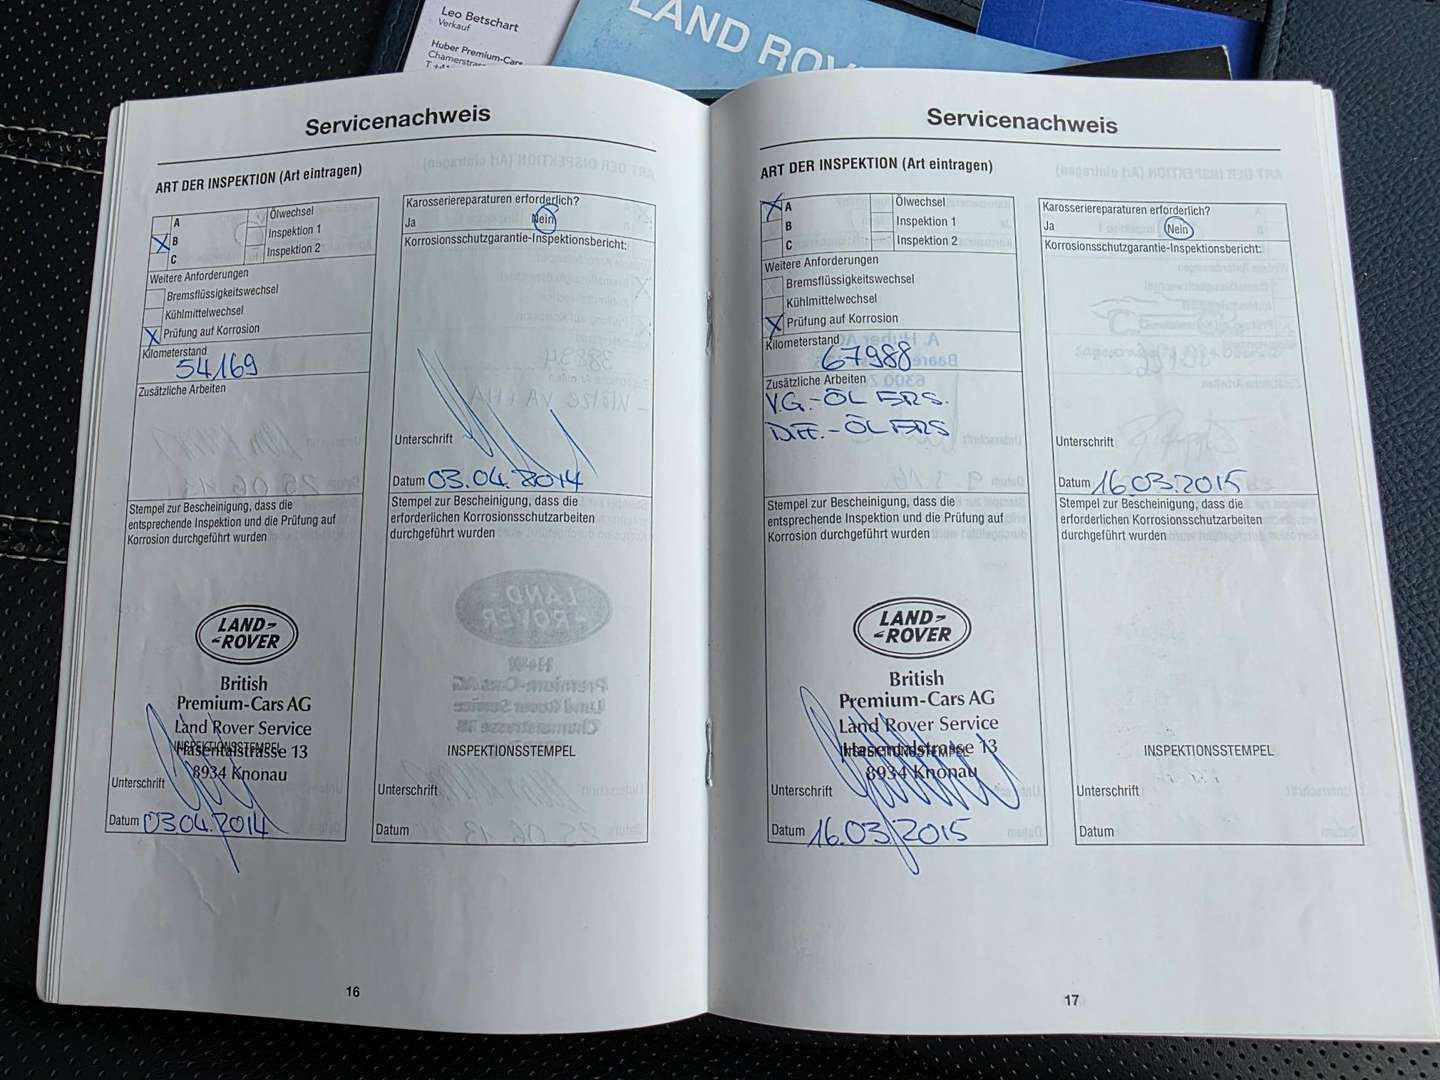 Leo Betschart
Verkauf
Huber Premium-Cars
LAND ROV
Servicenachweis
ART DER INSPEKTION (Art eintragen)
A
B
C
Ölwechsel
Inspektion 1
Inspektion 2
Weitere Anforderungen
Bremsflüssigkeitswechsel
Kühlmittelwechsel
Prüfung auf Korrosion
Kilometerstand
54169
Zusätzliche Arbeiten
Stempel zur Bescheinigung, dass die
entsprechende Inspektion und die Prüfung auf
Korrosion durchgeführt wurden
LAND
ROVER
British
Premium-Cars AG
Land Rover Service
Hasentalstrasse 13
INSPEKTIONSSTEMPEL
8934 Knonau
Unterschrift
Datum 03.04.2014
Karosseriereparaturen erforderlich?
Ja Nein
Korrosionsschutzgarantie-Inspektionsbericht:
Unterschrift
Datum 03.04.2014
Stempel zur Bescheinigung, dass die
erforderlichen Korrosionsschutzarbeiten
durchgeführt wurden
INSPEKTIONSSTEMPEL
Unterschrift
Datum
16
Servicenachweis
ART DER INSPEKTION (Art eintragen)
A
B
C
Ölwechsel
Inspektion 1
Inspektion 2
Weitere Anforderungen
Bremsflüssigkeitswechsel
Kühlmittelwechsel
Prüfung auf Korrosion
Kilometerstand
67988
Zusätzliche Arbeiten
V.G.-ÖL ERS.
Diff.-ÖL ERS
Stempel zur Bescheinigung, dass die
entsprechende Inspektion und die Prüfung auf
Korrosion durchgeführt wurden
LAND
ROVER
British
Premium-Cars AG
Land Rover Service
Hasentalstrasse 13
INSPEKTIONSSTEMPEL
8934 Knonau
Unterschrift
Datum 16.03.2015
Karosseriereparaturen erforderlich?
Ja Nein
Korrosionsschutzgarantie-Inspektionsbericht:
Unterschrift
Datum 16.03.2015
Stempel zur Bescheinigung, dass die
erforderlichen Korrosionsschutzarbeiten
durchgeführt wurden
INSPEKTIONSSTEMPEL
Unterschrift
Datum
17